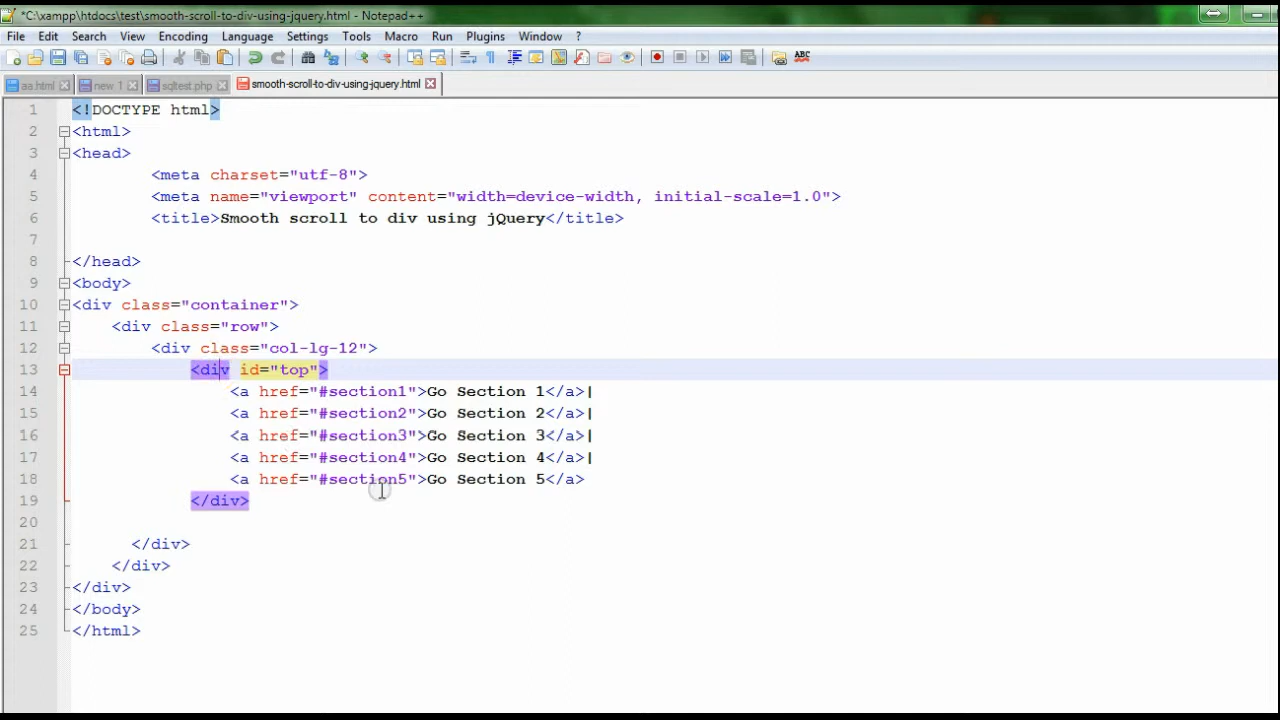 *C:\xampp\htdocs\test\smooth-scroll-to-div-using-jquery.html - Notepad++
File Edit Search View Encoding Language Settings Tools Macro Run Plugins Window ?
ABC
aa.html new 1 sqltest.php smooth-scroll-to-div-using-jquery.html
1 <!DOCTYPE html>
2 <html>
3 <head>
4 <meta charset="utf-8">
5 <meta name="viewport" content="width=device-width, initial-scale=1.0">
6 <title>Smooth scroll to div using jQuery</title>
7
8 </head>
9 <body>
10 <div class="container">
11 <div class="row">
12 <div class="col-lg-12">
13 <div id="top">
14 <a href="#section1">Go Section 1</a>|
15 <a href="#section2">Go Section 2</a>|
16 <a href="#section3">Go Section 3</a>|
17 <a href="#section4">Go Section 4</a>|
18 <a href="#section5">Go Section 5</a>
19 </div>
20
21 </div>
22 </div>
23 </div>
24 </body>
25 </html>